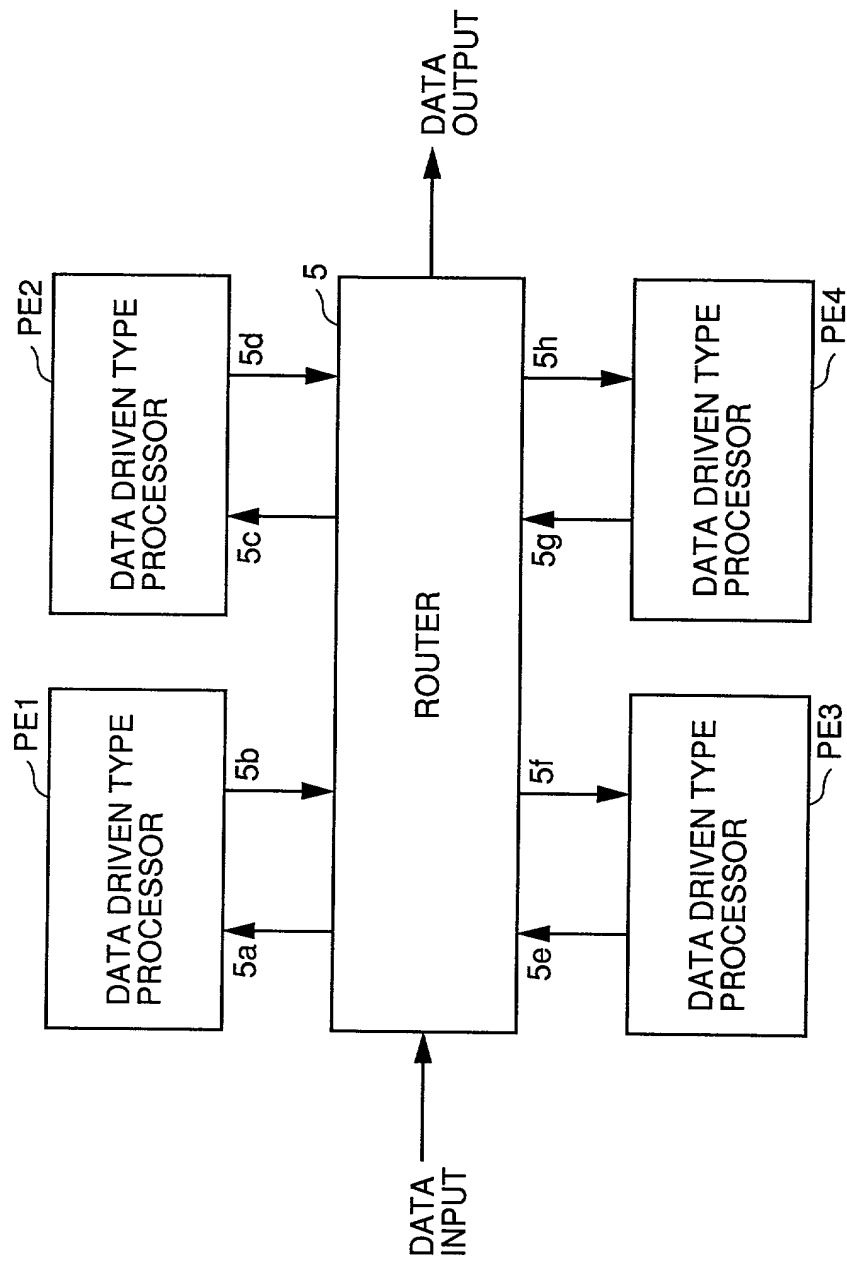 PE1
DATA DRIVEN TYPE
PROCESSOR
PE2
DATA DRIVEN TYPE
PROCESSOR
5a
5b
5c
5d
5
DATA
INPUT
ROUTER
DATA
OUTPUT
5e
5f
5g
5h
DATA DRIVEN TYPE
PROCESSOR
PE3
DATA DRIVEN TYPE
PROCESSOR
PE4